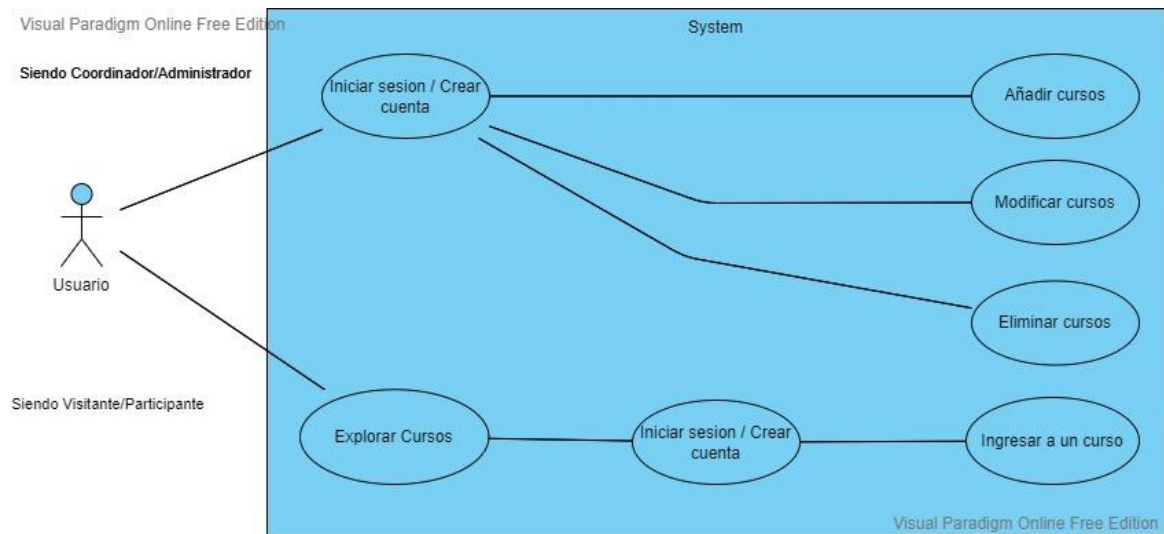 Visual Paradigm Online Free Edition
System
Siendo Coordinador/Administrador
Iniciar sesion / Crear
cuenta
Añadir cursos
Modificar cursos
Usuario
Eliminar cursos
Siendo Visitante/Participante
Explorar Cursos
Iniciar sesion / Crear
cuenta
Ingresar a un curso
Visual Paradigm Online Free Edition